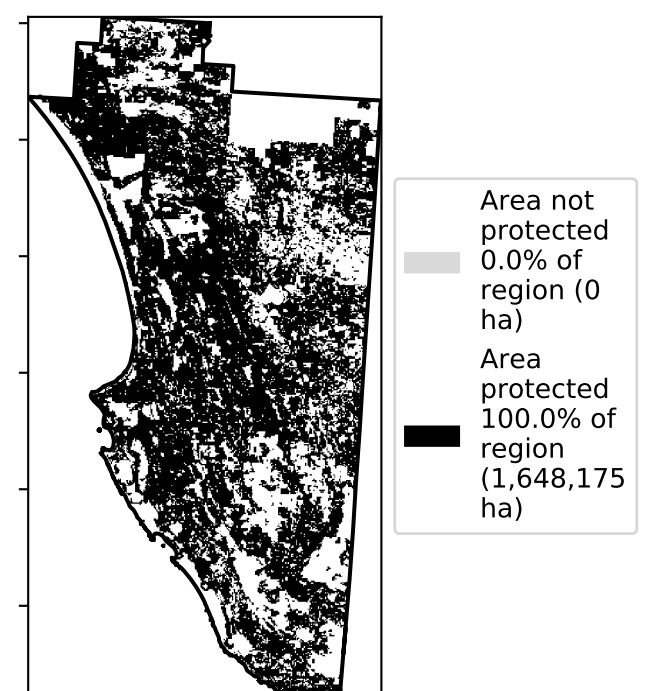 Area not
protected
0.0% of
region (0
ha)
Area
protected
100.0% of
region
(1,648,175
ha)